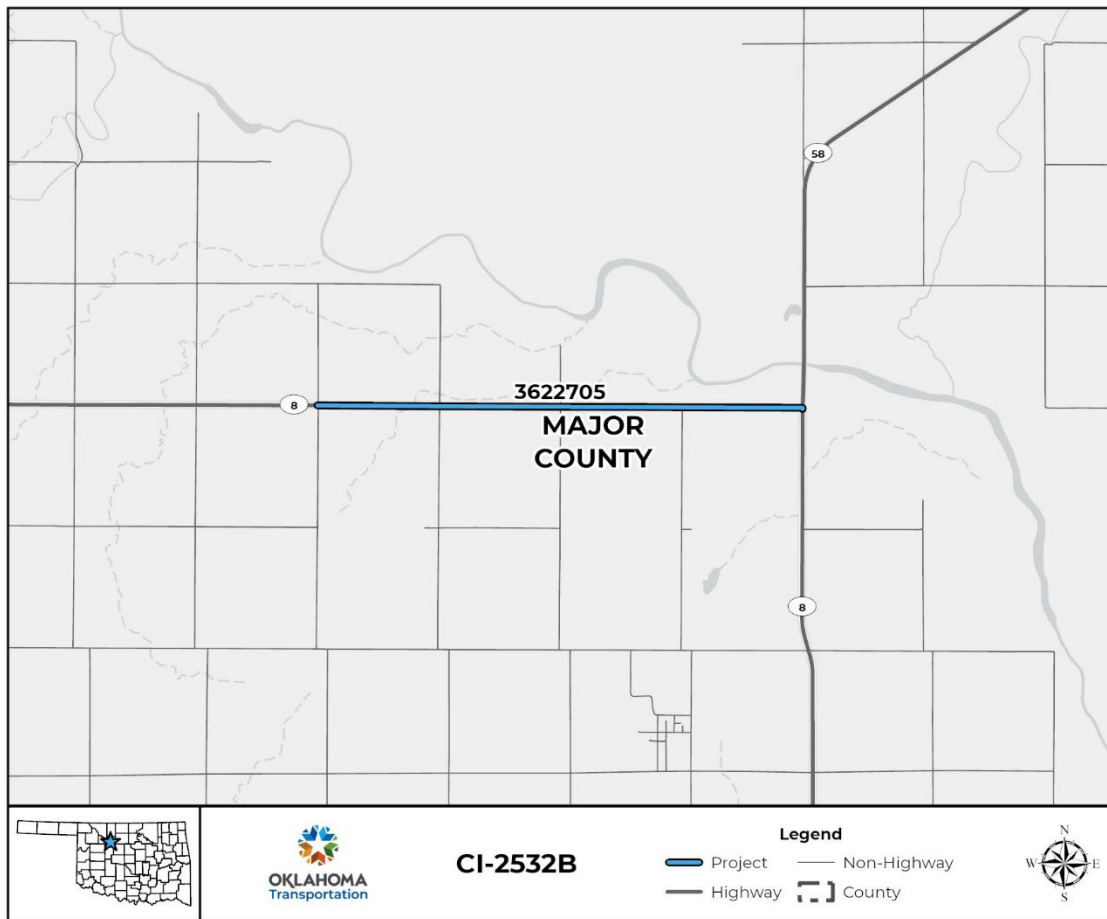 58
8
3622705
MAJOR
COUNTY
8
OKLAHOMA
Transportation
CI-2532B
Legend
Project
Non-Highway
Highway
County
N
W
E
S